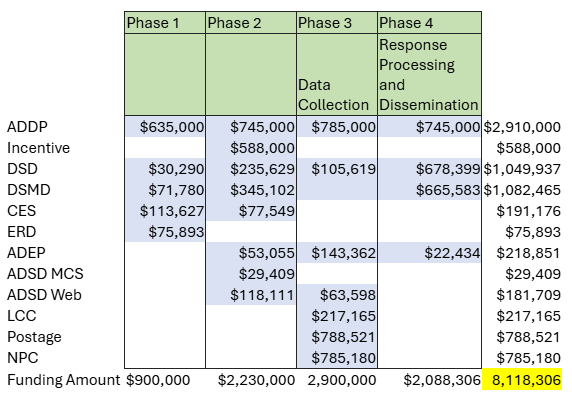 Phase 1 Phase 2 Phase 3 Phase 4
Response
Processing
Data and
Collection Dissemination
ADDP $635,000 $745,000 $785,000 $745,000 $2,910,000
Incentive $588,000 $588,000
DSD $30,290 $235,629 $105,619 $678,399 $1,049,937
DSMD $71,780 $345,102 $665,583 $1,082,465
CES $113,627 $77,549 $191,176
ERD $75,893 $75,893
ADEP $53,055 $143,362 $22,434 $218,851
ADSD MCS $29,409 $29,409
ADSD Web $118,111 $63,598 $181,709
LCC $217,165 $217,165
Postage $788,521 $788,521
NPC $785,180 $785,180
Funding Amount $900,000 $2,230,000 2,900,000 $2,088,306 8,118,306